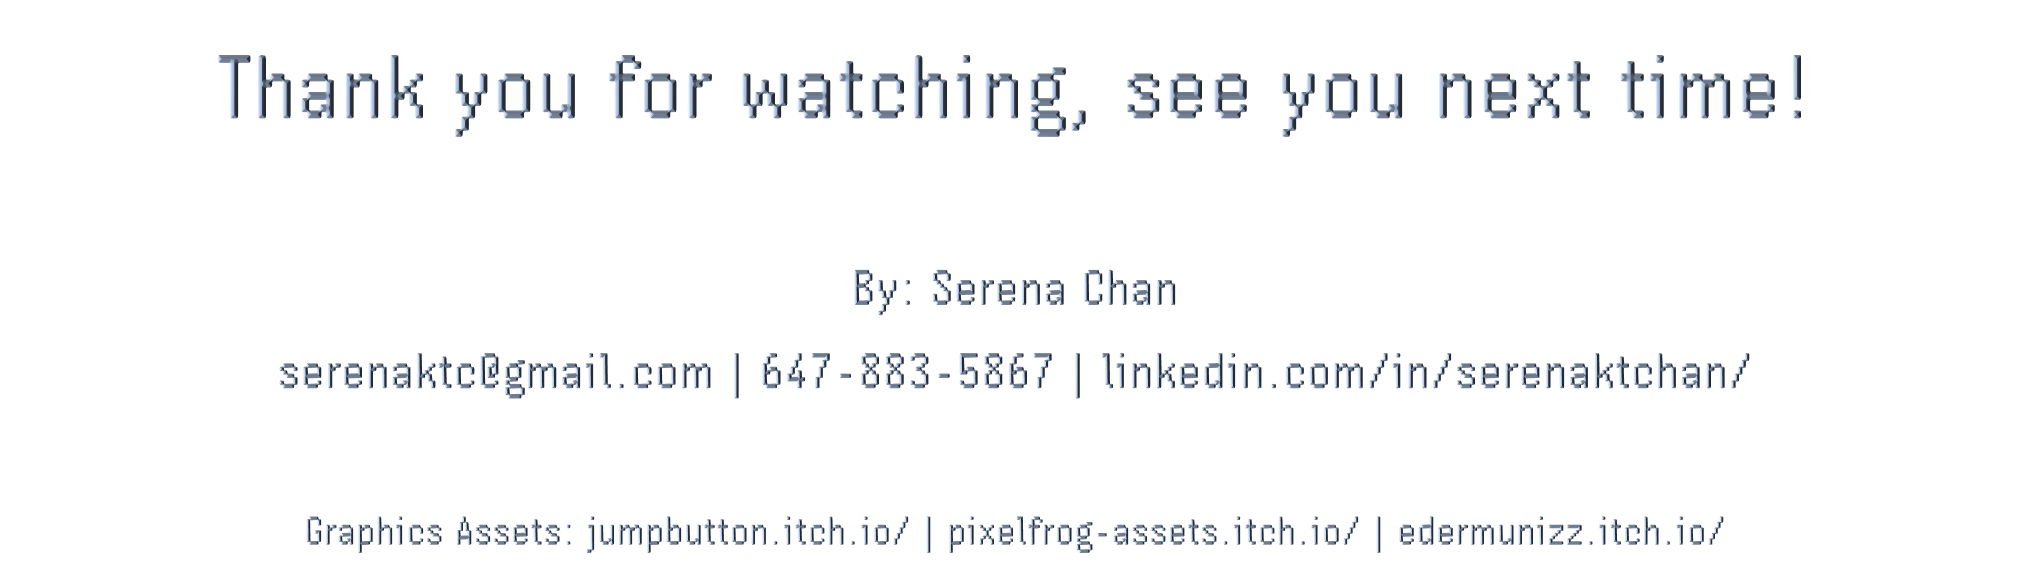 Thank you for watching, see you next time!
By: Serena Chan
serenaktc@gmail.com | 647-883-5867 | linkedin.com/in/serenaktchan/
Graphics Assets: jumpbutton.itch.io/ | pixelfrog-assets.itch.io/ | edermunizz.itch.io/